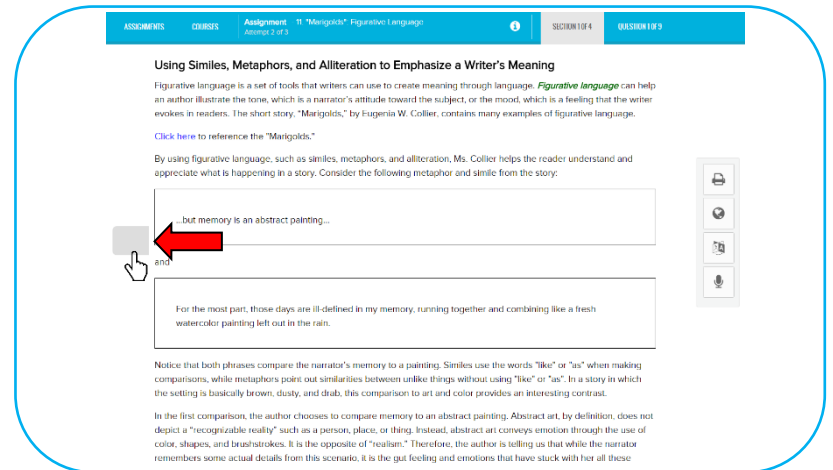 ASSIGNMENTS COURSES Assignment 11. "Marigolds" Figurative Language SECTION 1 OF 4 QUESTION 1 OF 9
Attempt 2 of 3
Using Similes, Metaphors, and Alliteration to Emphasize a Writer's Meaning
Figurative language is a set of tools that writers can use to create meaning through language. Figurative language can help
an author illustrate the tone, which is a narrator's attitude toward the subject, or the mood, which is a feeling that the writer
evokes in readers. The short story, "Marigolds," by Eugenia W. Collier, contains many examples of figurative language.
Click here to reference the "Marigolds."
By using figurative language, such as similes, metaphors, and alliteration, Ms. Collier helps the reader understand and
appreciate what is happening in a story. Consider the following metaphor and simile from the story:
...but memory is an abstract painting...
and
For the most part, those days are ill-defined in my memory, running together and combining like a fresh
watercolor painting left out in the rain.
Notice that both phrases compare the narrator's memory to a painting. Similes use the words "like" or "as" when making
comparisons, while metaphors point out similarities between unlike things without using "like" or "as". In a story in which
the setting is basically brown, dusty, and drab, this comparison to art and color provides an interesting contrast.
In the first comparison, the author chooses to compare memory to an abstract painting. Abstract art, by definition, does not
depict a "recognizable reality" such as a person, place, or thing. Instead, abstract art conveys emotion through the use of
color, shapes, and brushstrokes. It is the opposite of "realism." Therefore, the author is telling us that while the narrator
remembers some actual details from this scenario, it is the gut feeling and emotions that have stuck with her all these